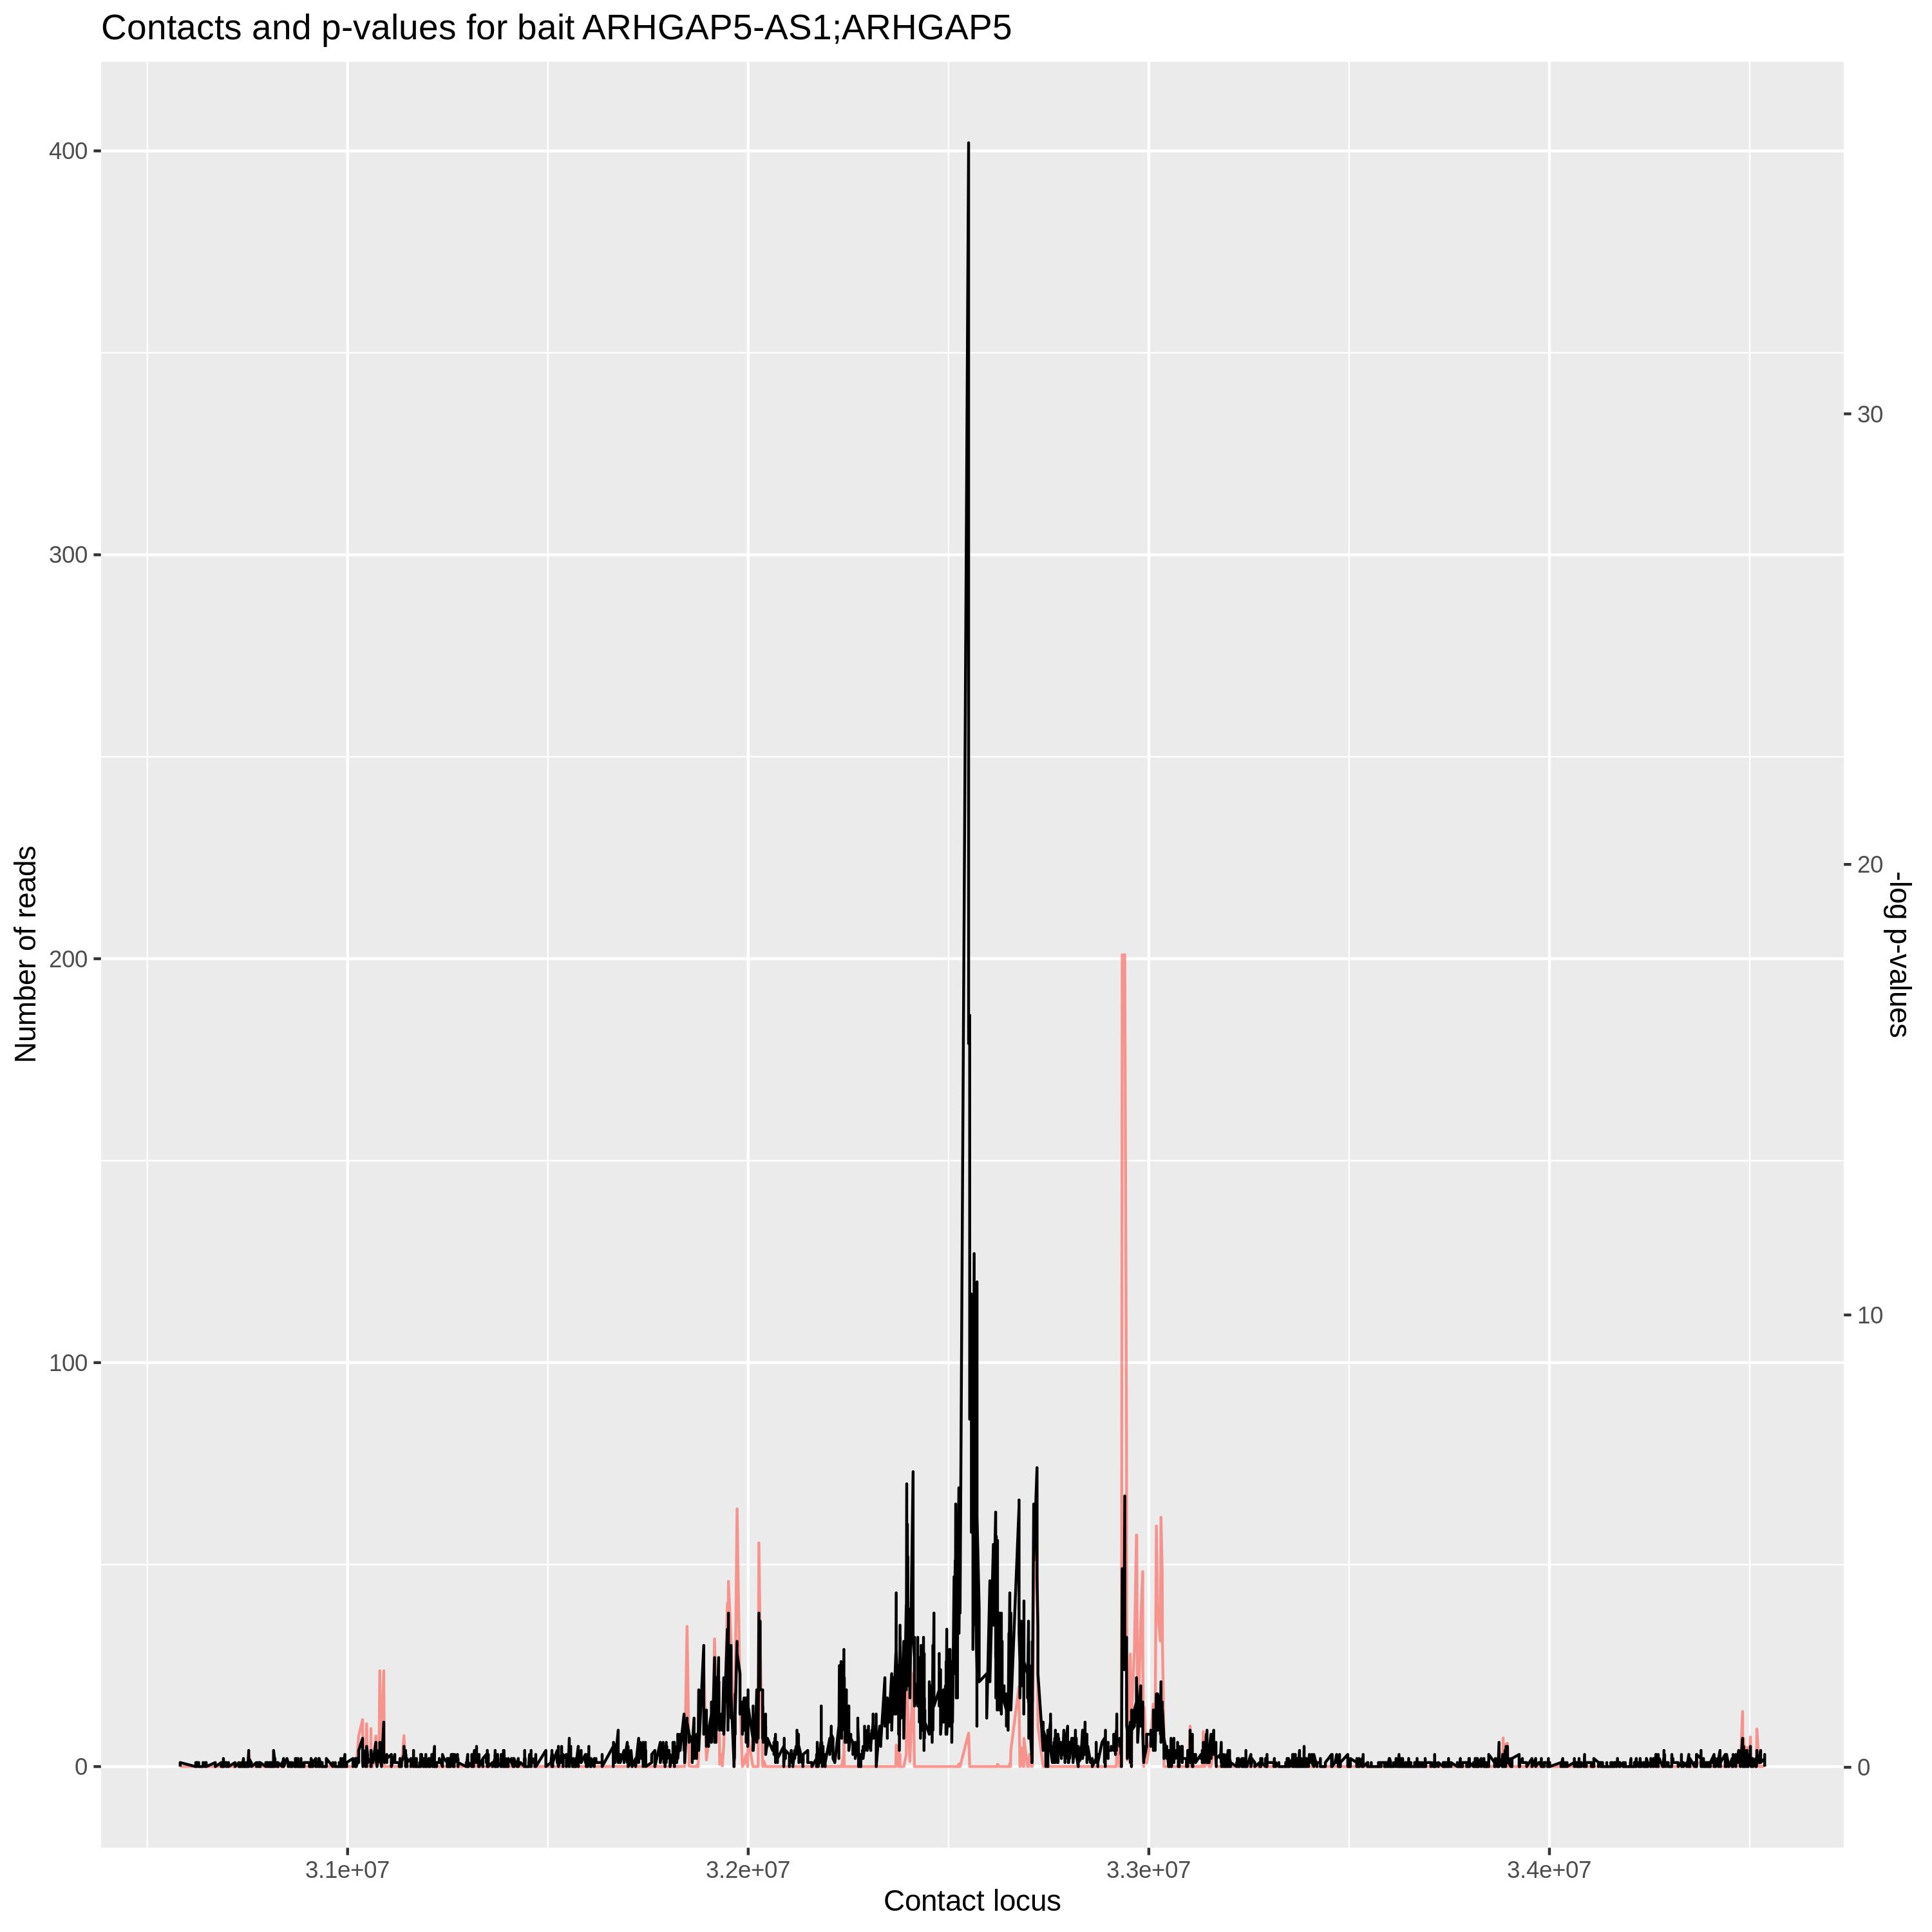 Contacts and p-values for bait ARHGAP5-AS1;ARHGAP5
400
300
200
100
0
Number of reads
30
20
10
0
-log p-values
3.1e+07 3.2e+07 3.3e+07 3.4e+07
Contact locus